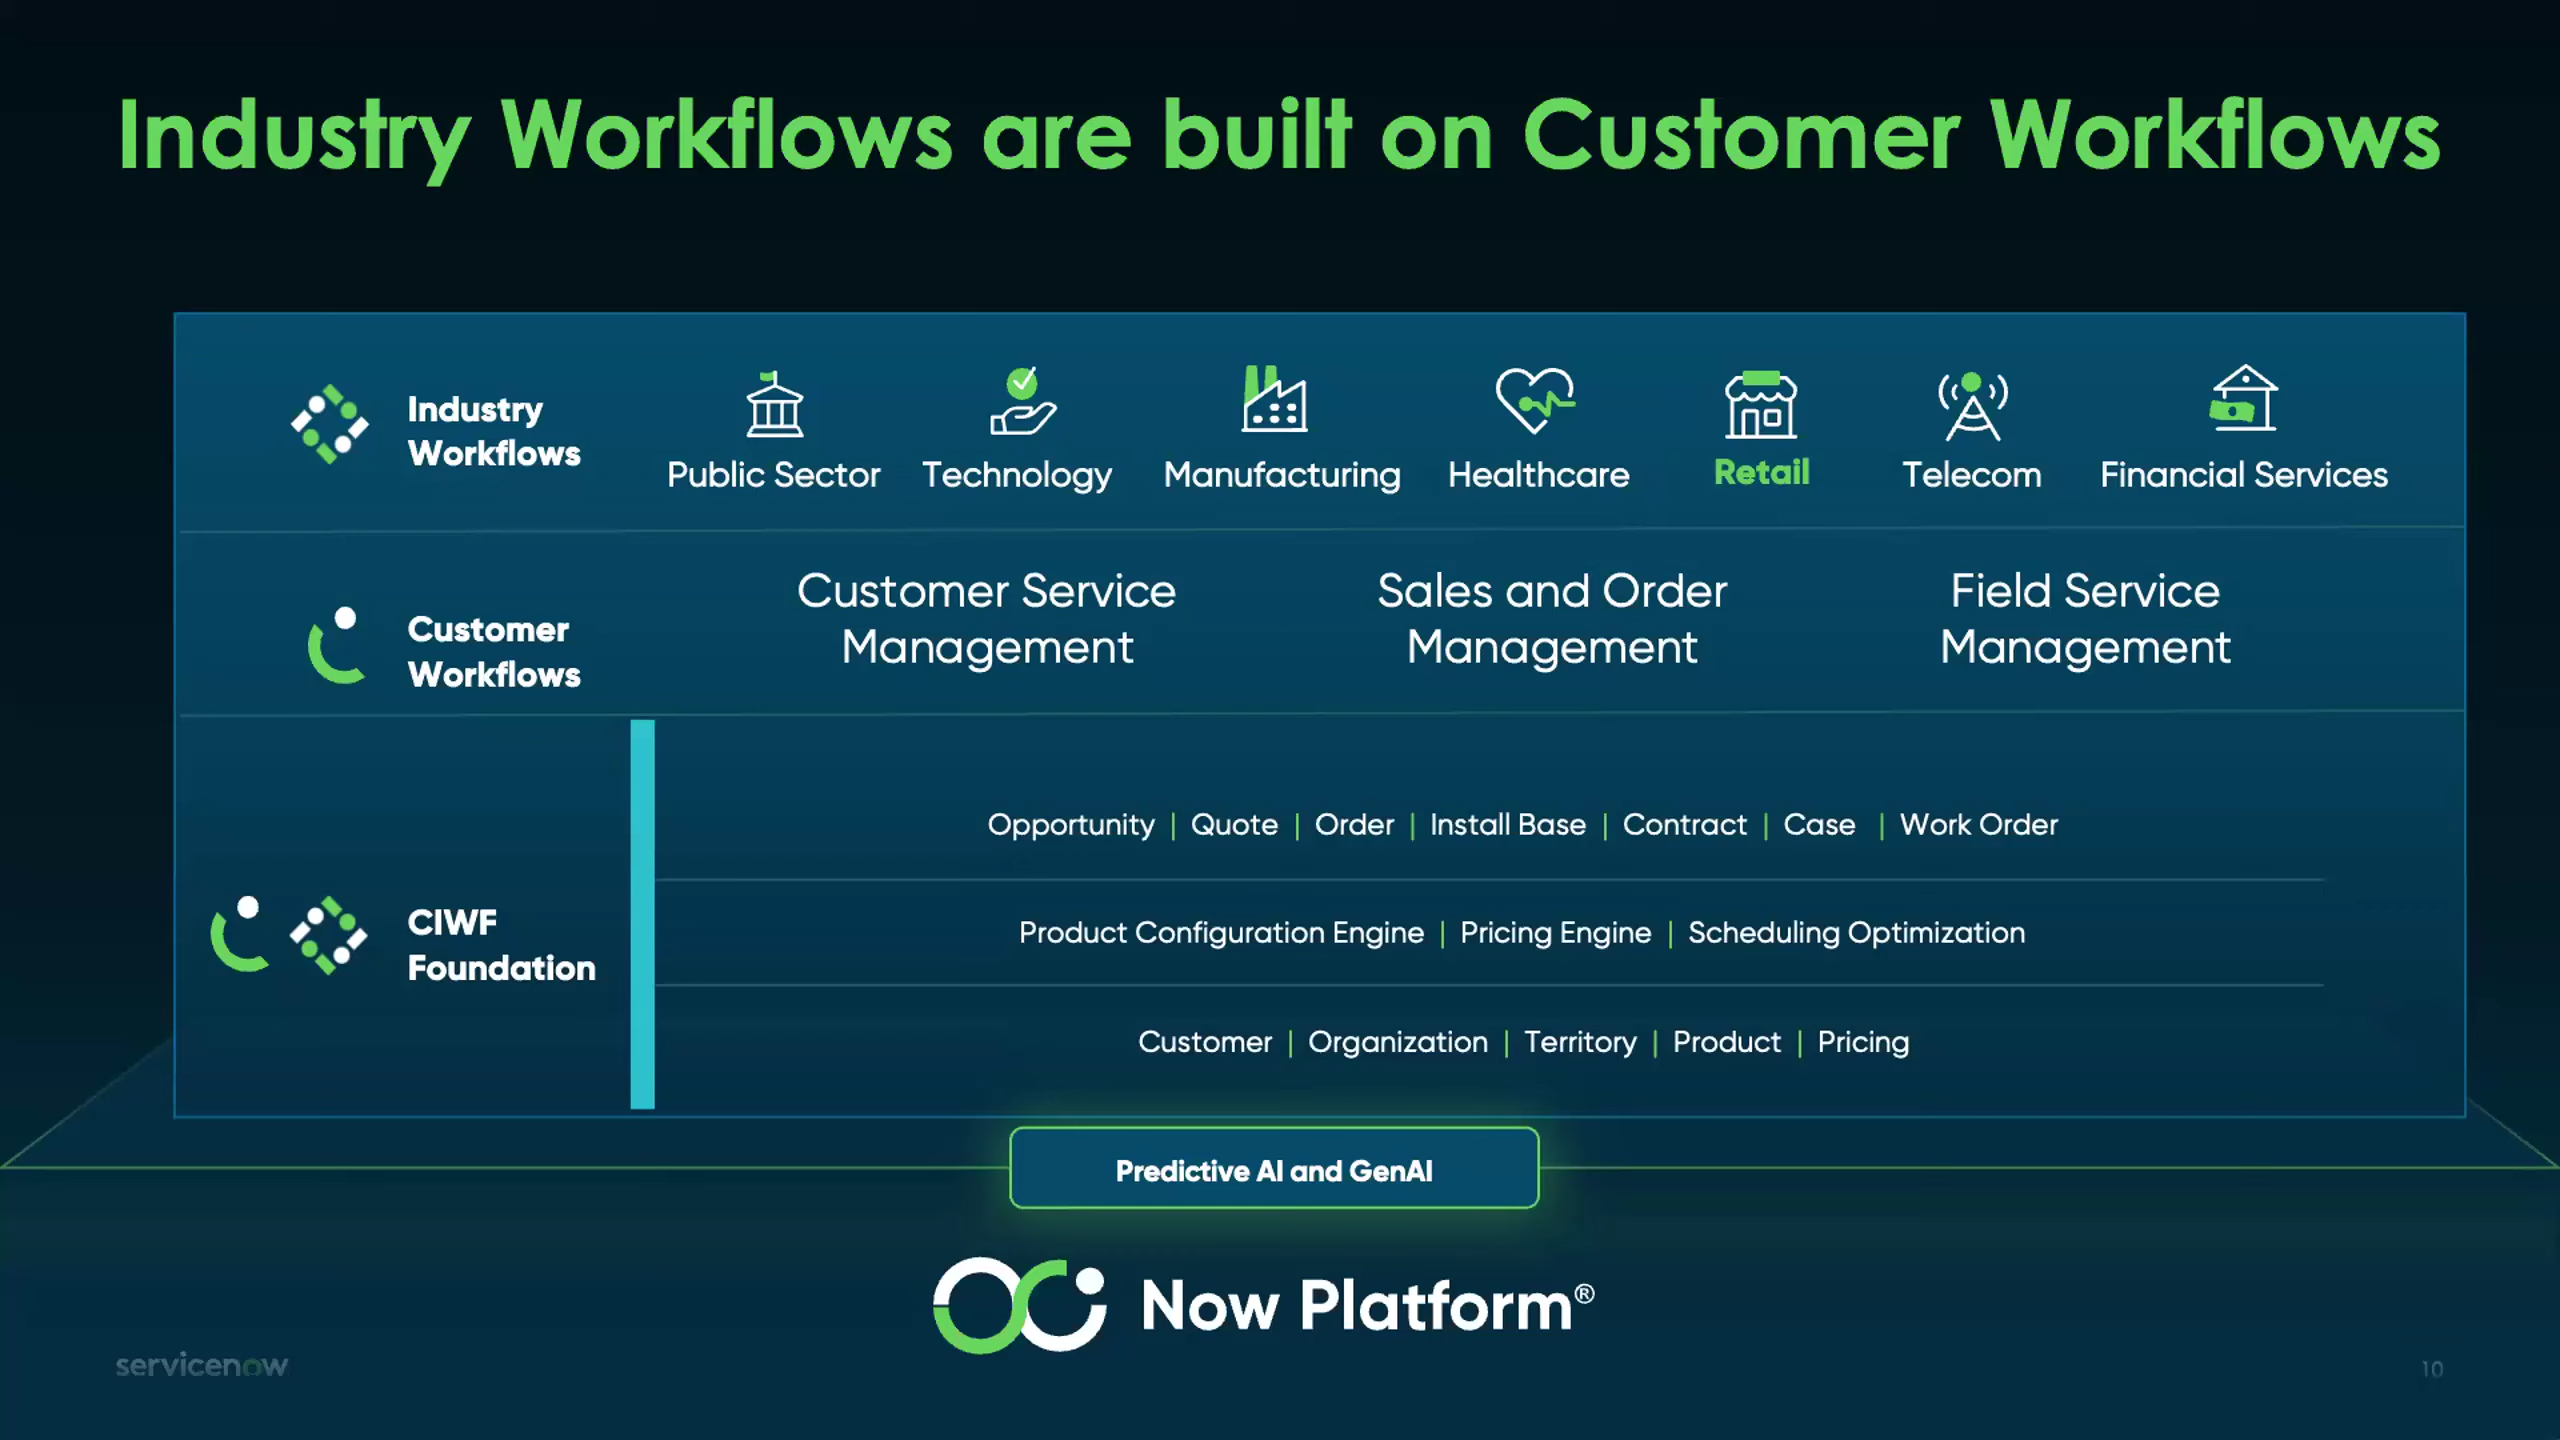 Industry Workflows are built on Customer Workflows
Industry
Workflows
Public Sector
Technology
Manufacturing
Healthcare
Retail
Telecom
Financial Services
Customer
Workflows
Customer Service
Management
Sales and Order
Management
Field Service
Management
CIWF
Foundation
Opportunity | Quote | Order | Install Base | Contract | Case | Work Order
Product Configuration Engine | Pricing Engine | Scheduling Optimization
Customer | Organization | Territory | Product | Pricing
Predictive AI and GenAI
Now Platform®
servicenow
10